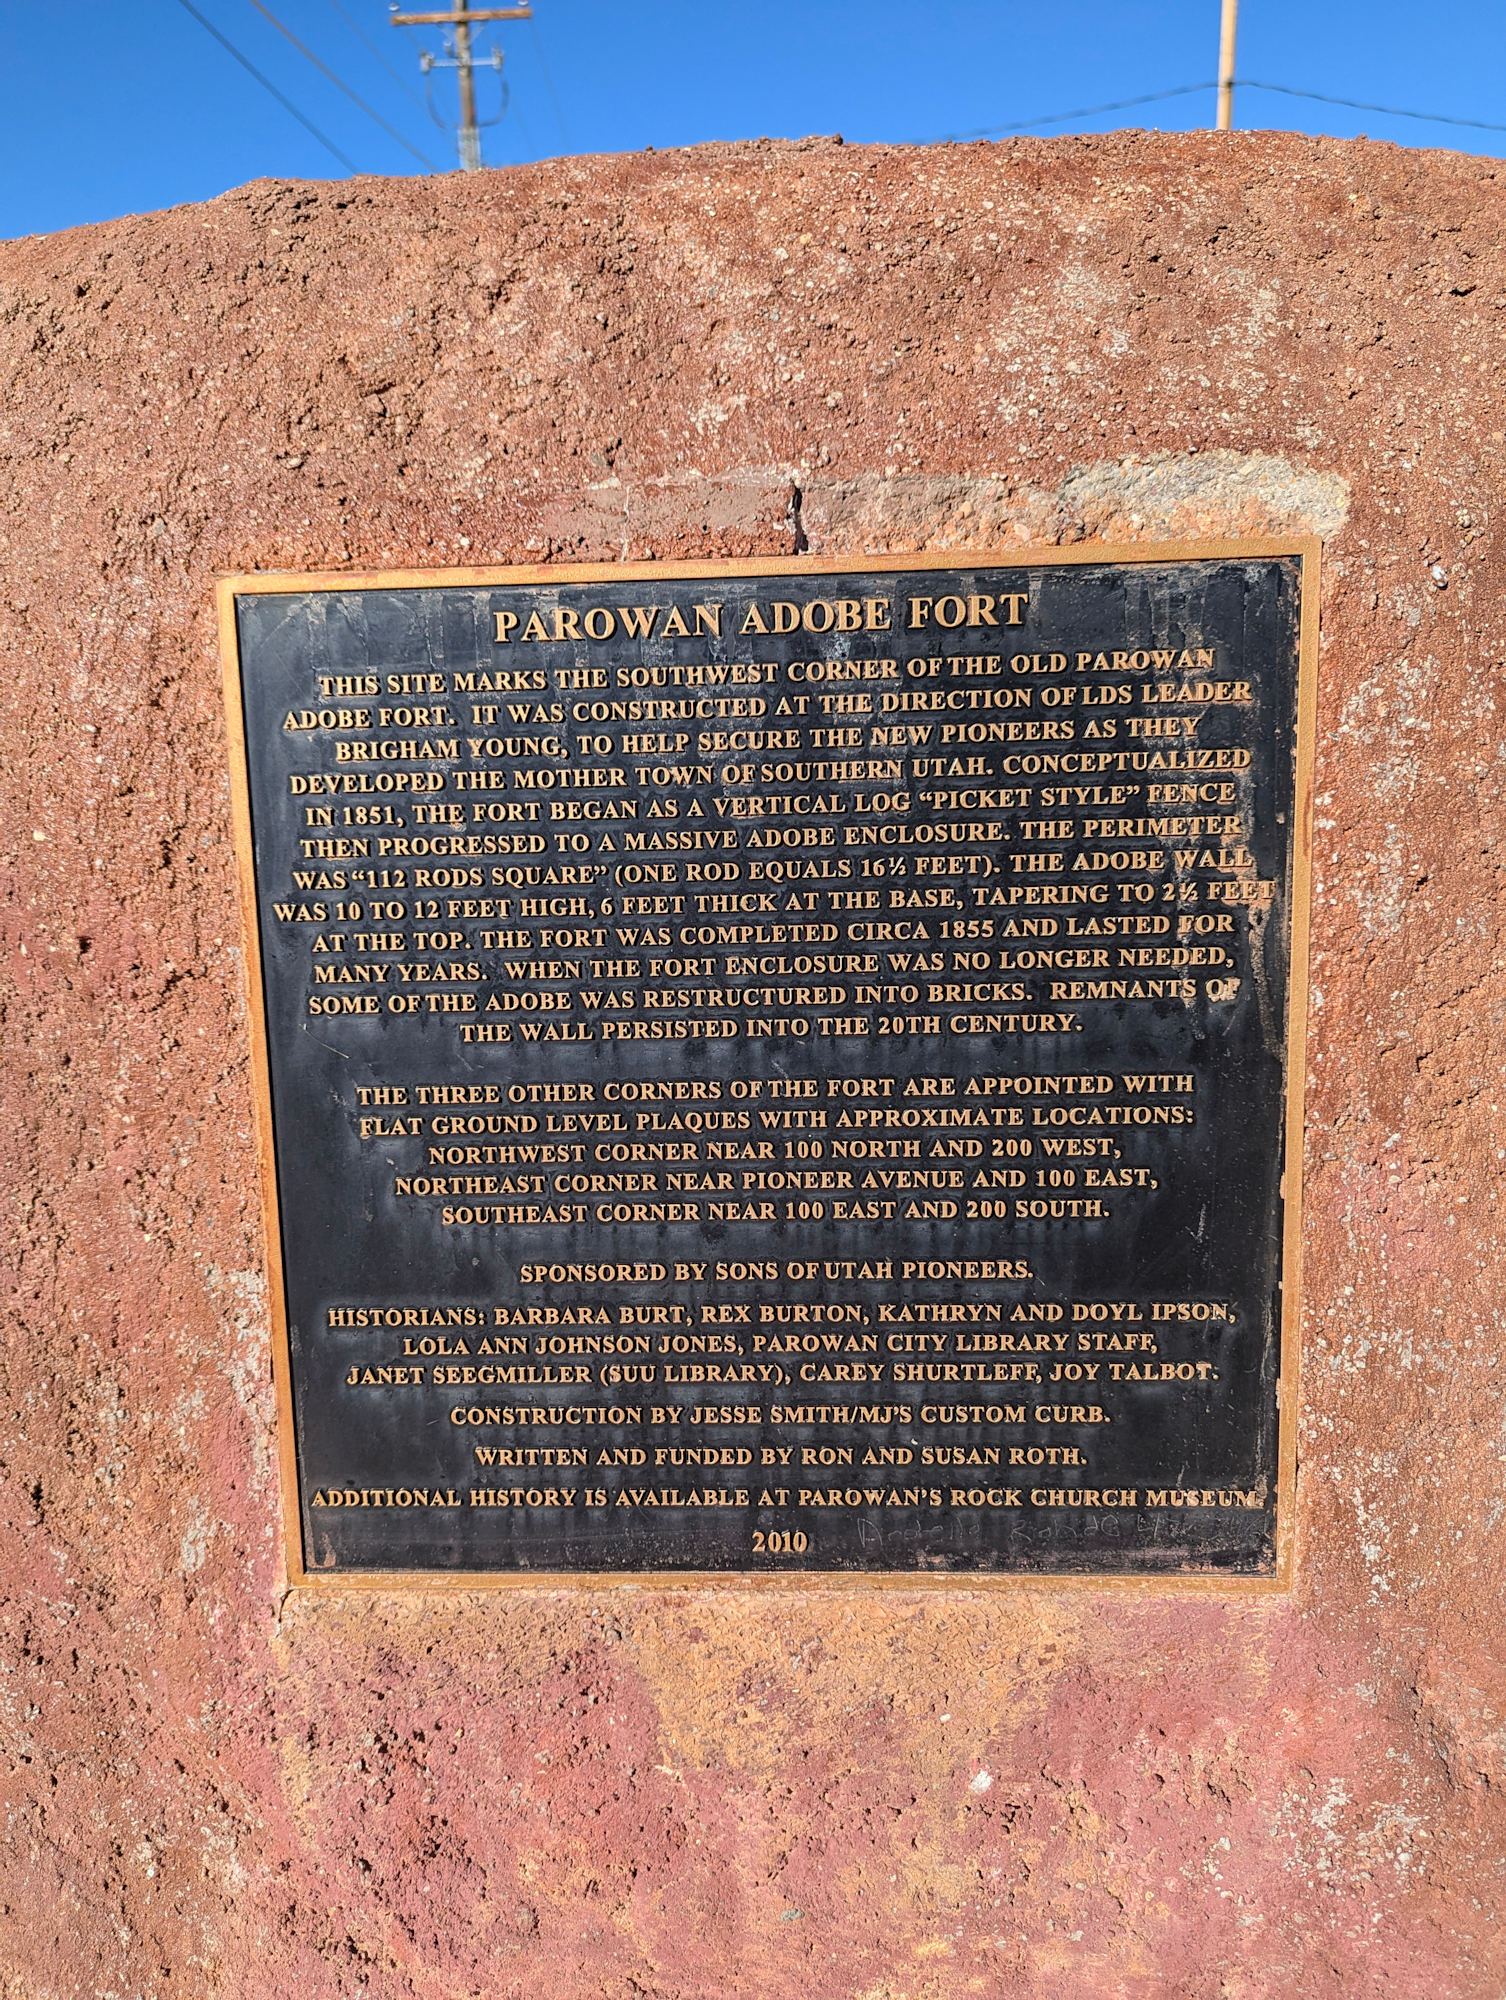 PAROWAN ADOBE FORT
THIS SITE MARKS THE SOUTHWEST CORNER OF THE OLD PAROWAN
ADOBE FORT. IT WAS CONSTRUCTED AT THE DIRECTION OF LDS LEADER
BRIGHAM YOUNG, TO HELP SECURE THE NEW PIONEERS AS THEY
DEVELOPED THE MOTHER TOWN OF SOUTHERN UTAH. CONCEPTUALIZED
IN 1851, THE FORT BEGAN AS A VERTICAL LOG “PICKET STYLE” FENCE
THEN PROGRESSED TO A MASSIVE ADOBE ENCLOSURE. THE PERIMETER
WAS “112 RODS SQUARE” (ONE ROD EQUALS 16½ FEET). THE ADOBE WALL
WAS 10 TO 12 FEET HIGH, 6 FEET THICK AT THE BASE, TAPERING TO 2½ FEET
AT THE TOP. THE FORT WAS COMPLETED CIRCA 1855 AND LASTED FOR
MANY YEARS. WHEN THE FORT ENCLOSURE WAS NO LONGER NEEDED,
SOME OF THE ADOBE WAS RESTRUCTURED INTO BRICKS. REMNANTS OF
THE WALL PERSISTED INTO THE 20TH CENTURY.
THE THREE OTHER CORNERS OF THE FORT ARE APPOINTED WITH
FLAT GROUND LEVEL PLAQUES WITH APPROXIMATE LOCATIONS:
NORTHWEST CORNER NEAR 100 NORTH AND 200 WEST,
NORTHEAST CORNER NEAR PIONEER AVENUE AND 100 EAST,
SOUTHEAST CORNER NEAR 100 EAST AND 200 SOUTH.
SPONSORED BY SONS OF UTAH PIONEERS.
HISTORIANS: BARBARA BURT, REX BURTON, KATHRYN AND DOYL IPSON,
LOLA ANN JOHNSON JONES, PAROWAN CITY LIBRARY STAFF,
JANET SEEGMILLER (SUU LIBRARY), CAREY SHURTLEFF, JOY TALBOT.
CONSTRUCTION BY JESSE SMITH/MJ'S CUSTOM CURB.
WRITTEN AND FUNDED BY RON AND SUSAN ROTH.
ADDITIONAL HISTORY IS AVAILABLE AT PAROWAN'S ROCK CHURCH MUSEUM.
2010